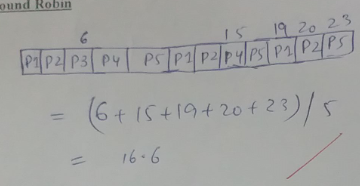 ound Robin
6 15 19 20 23
P1 P2 P3 P4 P5 P1 P2 P4 P5 P1 P2 P5
= (6+15+19+20+23)/5
= 16.6